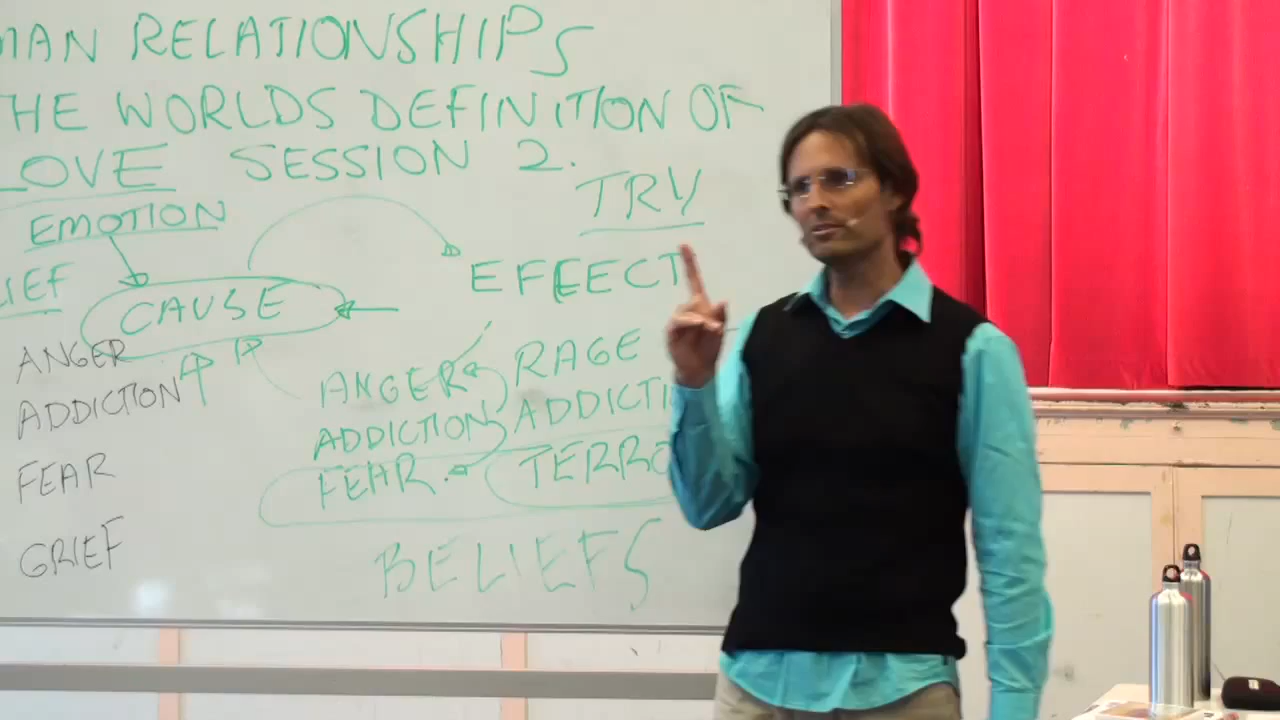 MAN RELATIONSHIPS
THE WORLDS DEFINITION OF
LOVE SESSION 2.
TRY
EMOTION
LIEF
CAUSE
EFFECT
ANGER
ADDICTION
FEAR
GRIEF
ANGER RAGE
ADDICTION ADDICTI
FEAR. TERRO
BELIEFS